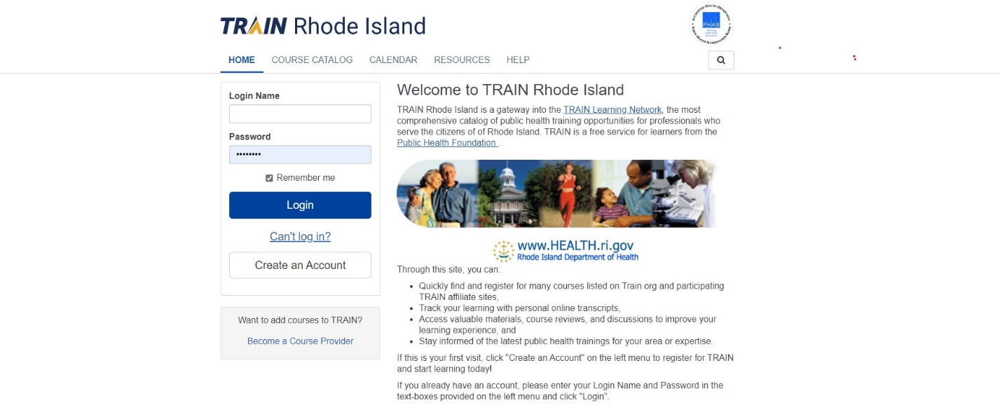 TRAIN Rhode Island
PHAB
HOME COURSE CATALOG CALENDAR RESOURCES HELP
Login Name
Password
••••••••
Remember me
Login
Can't log in?
Create an Account
Want to add courses to TRAIN?
Become a Course Provider
Welcome to TRAIN Rhode Island
TRAIN Rhode Island is a gateway into the TRAIN Learning Network, the most
comprehensive catalog of public health training opportunities for professionals who
serve the citizens of of Rhode Island. TRAIN is a free service for learners from the
Public Health Foundation .
www.HEALTH.ri.gov
Rhode Island Department of Health
Through this site, you can:
• Quickly find and register for many courses listed on Train.org and participating
TRAIN affiliate sites,
• Track your learning with personal online transcripts,
• Access valuable materials, course reviews, and discussions to improve your
learning experience, and
• Stay informed of the latest public health trainings for your area or expertise.
If this is your first visit, click "Create an Account" on the left menu to register for TRAIN
and start learning today!
If you already have an account, please enter your Login Name and Password in the
text-boxes provided on the left menu and click "Login".